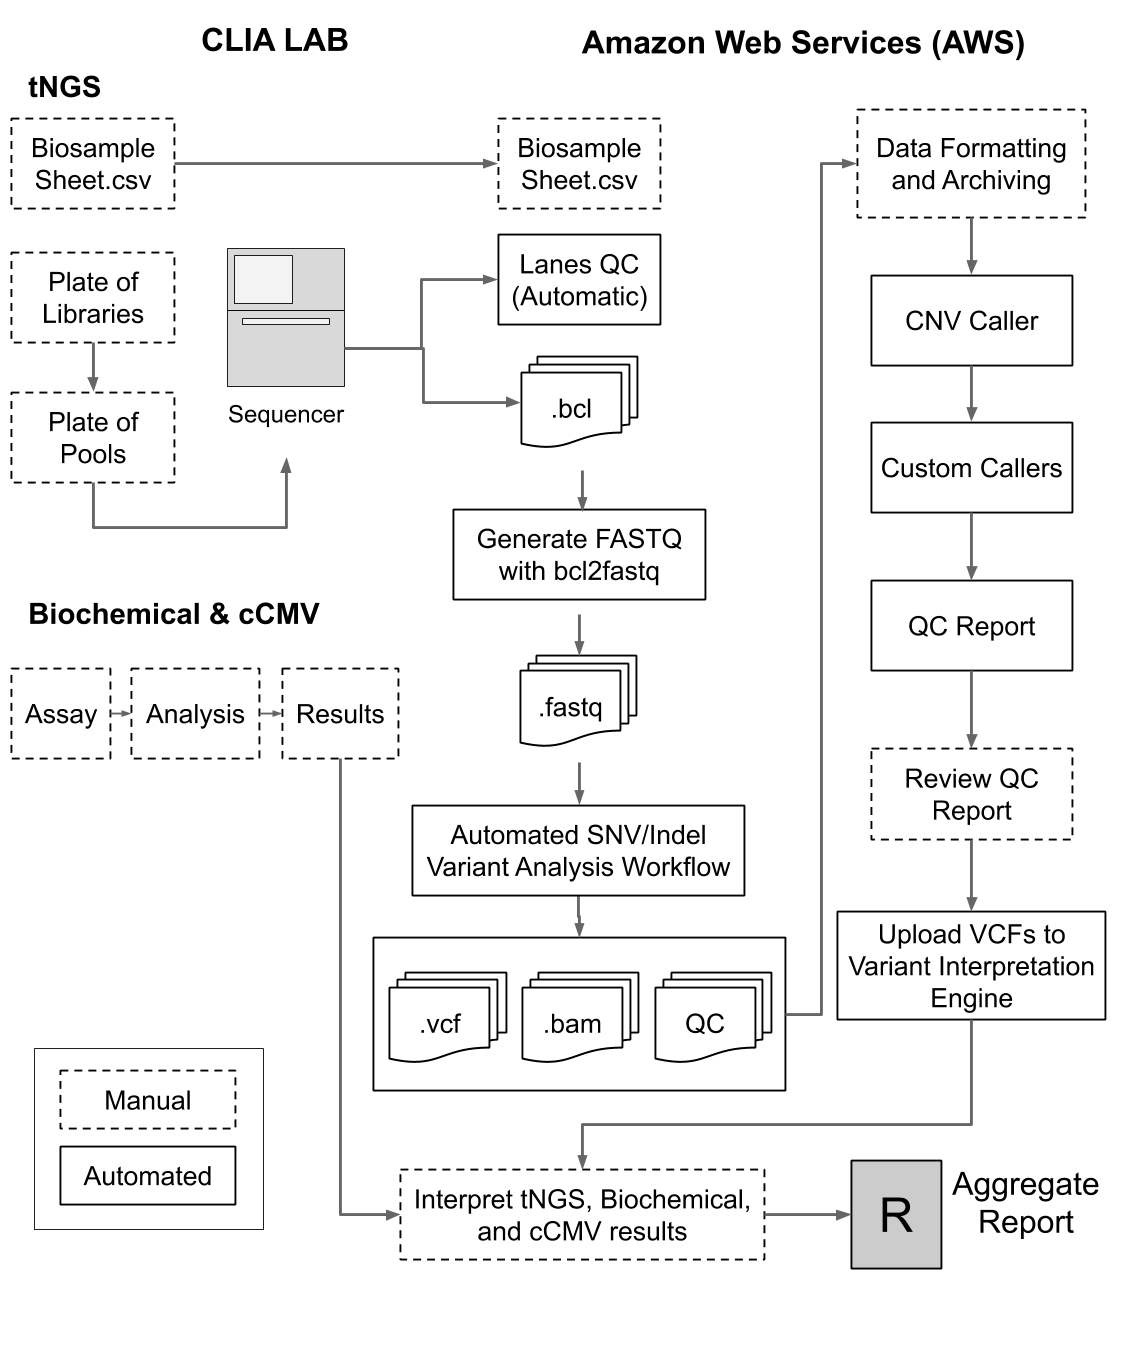 CLIA LAB
Amazon Web Services (AWS)
tNGS
Biosample
Sheet.csv
Biosample
Sheet.csv
Data Formatting
and Archiving
Plate of
Libraries
Lanes QC
(Automatic)
CNV Caller
Plate of
Pools
Sequencer
.bcl
Custom Callers
Generate FASTQ
with bcl2fastq
Biochemical & cCMV
QC Report
Assay
Analysis
Results
.fastq
Review QC
Report
Automated SNV/Indel
Variant Analysis Workflow
Upload VCFs to
Variant Interpretation
Engine
.vcf
.bam
QC
Manual
Automated
Interpret tNGS, Biochemical,
and cCMV results
R
Aggregate
Report